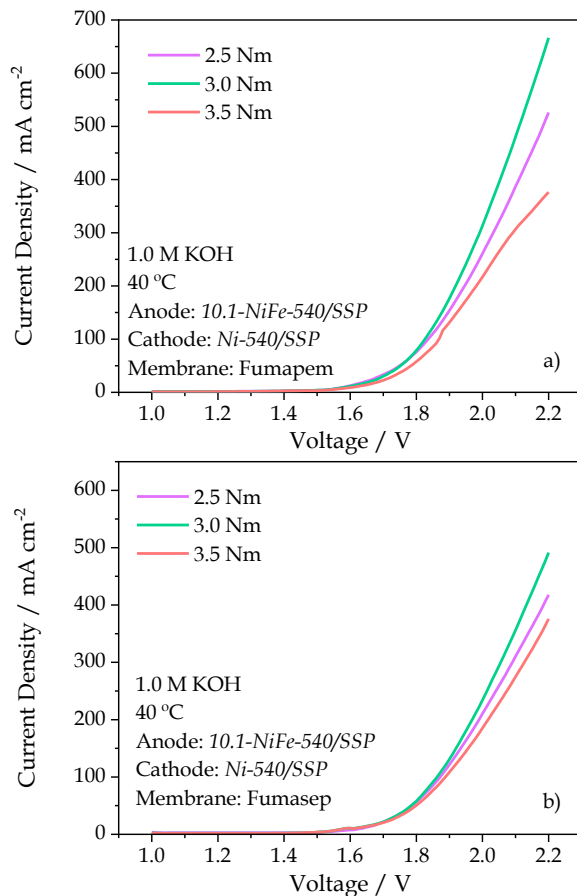 700
600
500
400
300
200
100
0
Current Density / mA cm⁻²
2.5 Nm
3.0 Nm
3.5 Nm
1.0 M KOH
40 ºC
Anode: 10.1-NiFe-540/SSP
Cathode: Ni-540/SSP
Membrane: Fumapem
a)
1.0 1.2 1.4 1.6 1.8 2.0 2.2
Voltage / V
600
500
400
300
200
100
0
Current Density / mA cm⁻²
2.5 Nm
3.0 Nm
3.5 Nm
1.0 M KOH
40 ºC
Anode: 10.1-NiFe-540/SSP
Cathode: Ni-540/SSP
Membrane: Fumasep
b)
1.0 1.2 1.4 1.6 1.8 2.0 2.2
Voltage / V